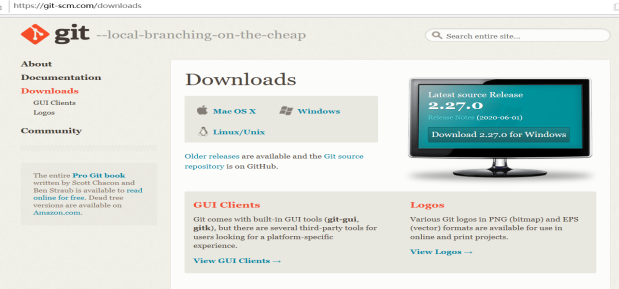 https://git-scm.com/downloads
git --local-branching-on-the-cheap
Search entire site...
About
Documentation
Downloads
GUI Clients
Logos
Community
The entire Pro Git book
written by Scott Chacon and
Ben Straub is available to read
online for free. Dead tree
versions are available on
Amazon.com.
Downloads
Mac OS X
Windows
Linux/Unix
Older releases are available and the Git source
repository is on GitHub.
Latest source Release
2.27.0
Release Notes (2020-06-01)
Download 2.27.0 for Windows
GUI Clients
Git comes with built-in GUI tools (git-gui,
gitk), but there are several third-party tools for
users looking for a platform-specific
experience.
View GUI Clients →
Logos
Various Git logos in PNG (bitmap) and EPS
(vector) formats are available for use in
online and print projects.
View Logos →